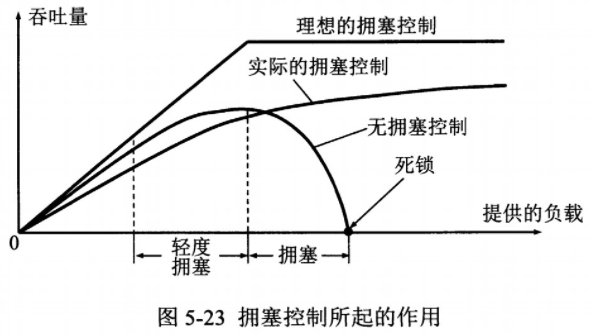 吞吐量
理想的拥塞控制
实际的拥塞控制
无拥塞控制
死锁
提供的负载
0
轻度
拥塞
拥塞
图 5-23 拥塞控制所起的作用